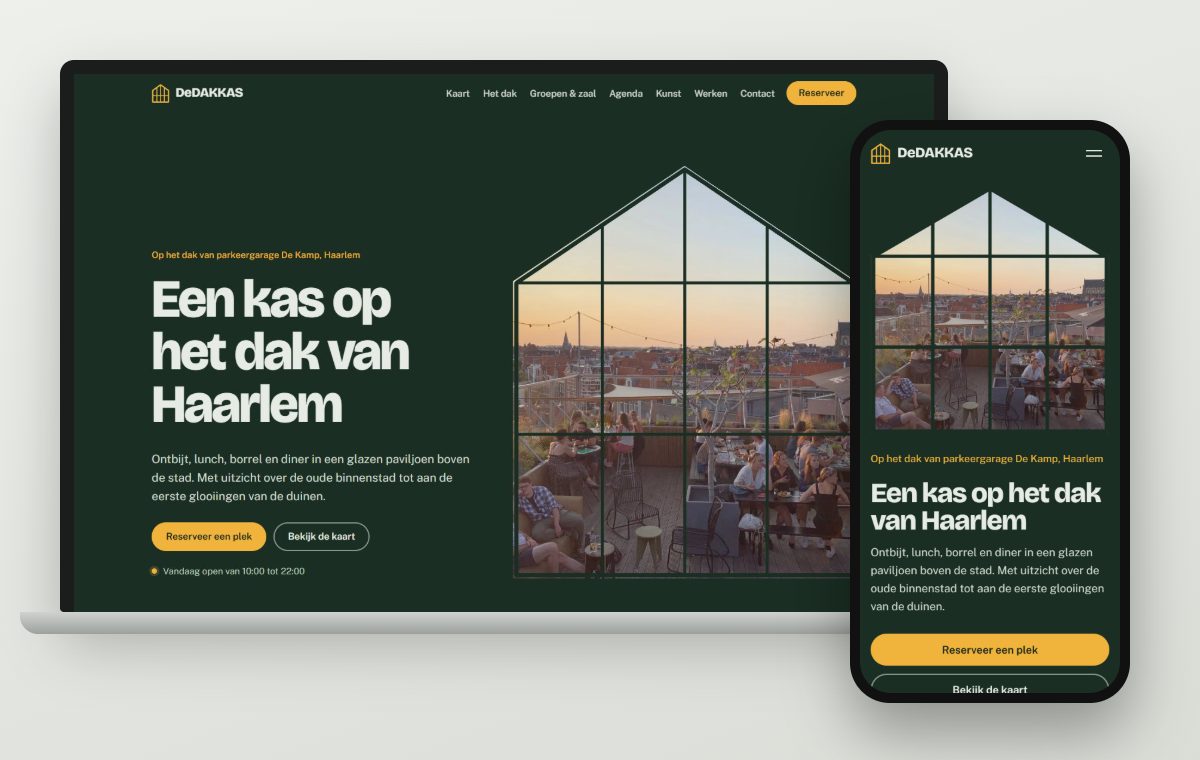 DeDAKKAS
Kaart Het dak Groepen & zaal Agenda Kunst Werken Contact Reserveer
Op het dak van parkeergarage De Kamp, Haarlem
Een kas op
het dak van
Haarlem
Ontbijt, lunch, borrel en diner in een glazen paviljoen boven
de stad. Met uitzicht over de oude binnenstad tot aan de
eerste glooiingen van de duinen.
Reserveer een plek Bekijk de kaart
Vandaag open van 10:00 tot 22:00
DeDAKKAS
Op het dak van parkeergarage De Kamp, Haarlem
Een kas op het dak
van Haarlem
Ontbijt, lunch, borrel en diner in een glazen
paviljoen boven de stad. Met uitzicht over de
oude binnenstad tot aan de eerste glooiingen
van de duinen.
Reserveer een plek
Bekijk de kaart